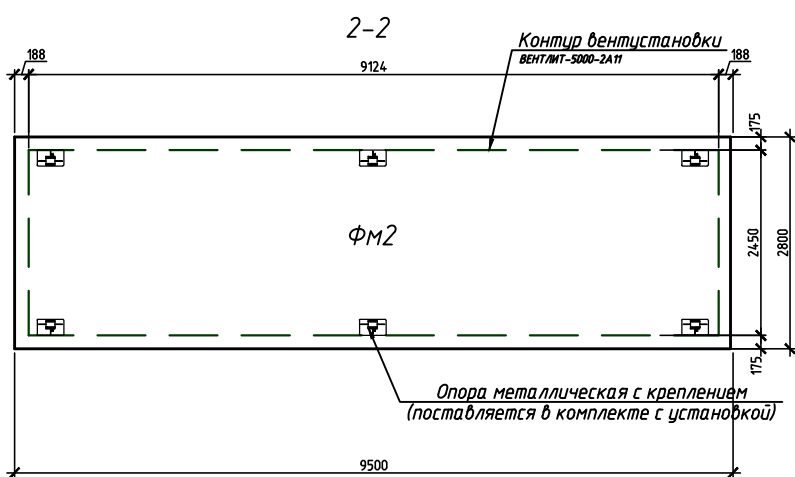 2-2
188
9124
Контур вентустановки
ВЕНТЛИТ-5000-2А11
188
175
Фм2
2450
2800
175
Опора металлическая с креплением
(поставляется в комплекте с установкой)
9500